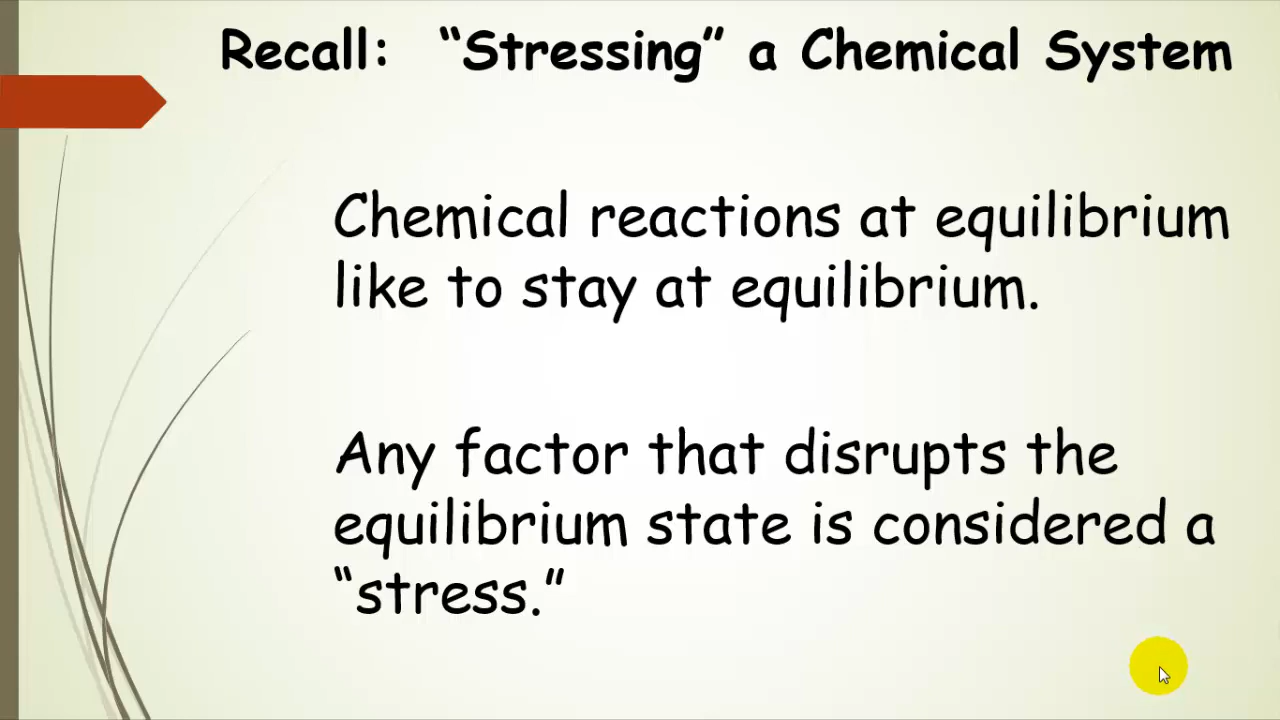 Recall: “Stressing” a Chemical System
Chemical reactions at equilibrium
like to stay at equilibrium.
Any factor that disrupts the
equilibrium state is considered a
“stress.”